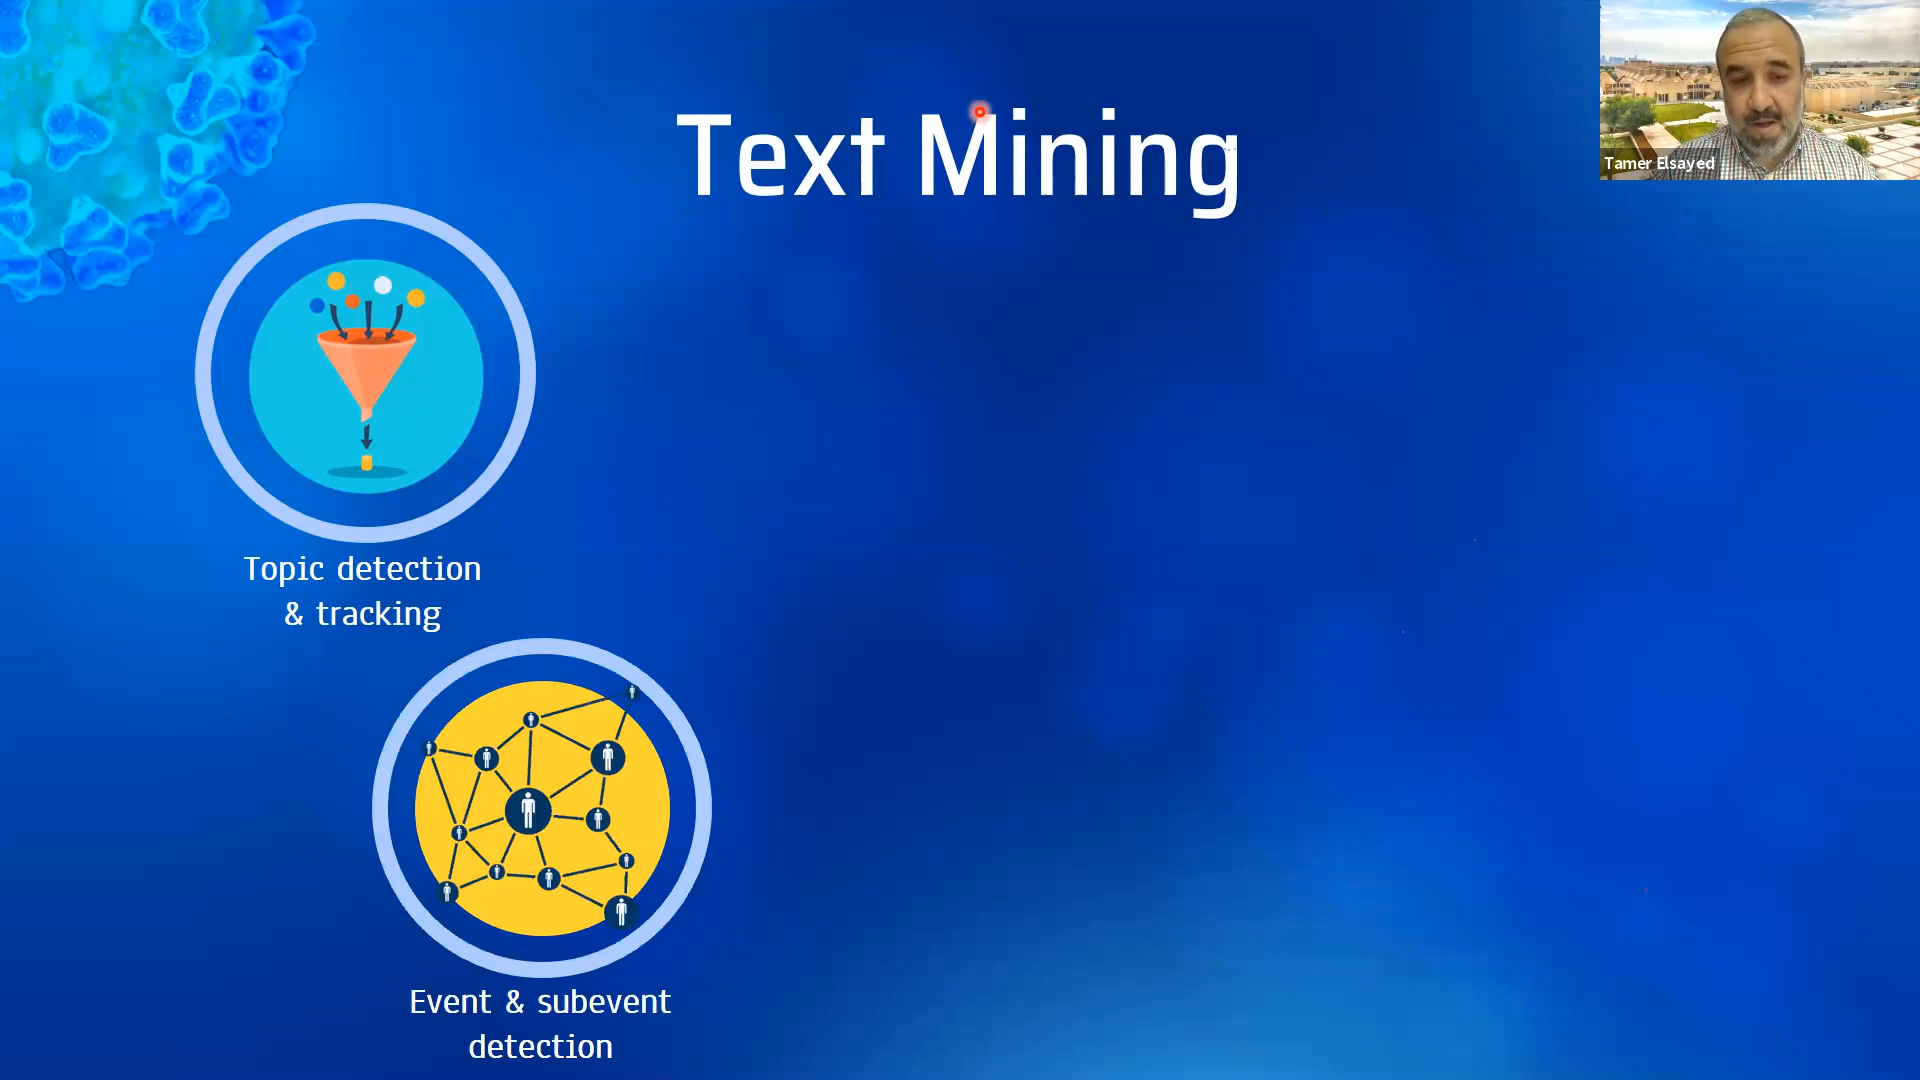 Text Mining
Tamer Elsayed
Topic detection
& tracking
Event & subevent
detection